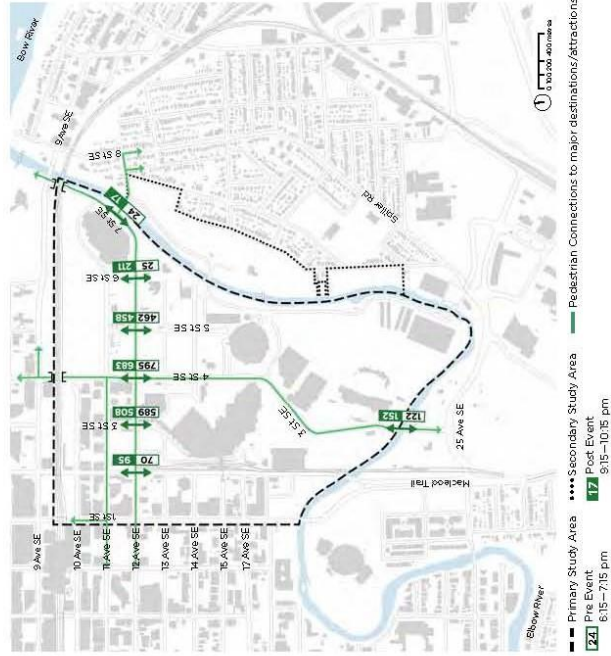 Bow River
9 Ave SE
8 St SE
7 St SE
24 17
6 St SE
25 211
Spiller Rd
5 St SE
462 458
4 St SE
795 683
3 St SE
589 508
70 95
3 St SE
122 152
25 Ave SE
Macleod Trail
1 St SE
9 Ave SE
10 Ave SE
11 Ave SE
12 Ave SE
13 Ave SE
14 Ave SE
15 Ave SE
17 Ave SE
Elbow River
0 100 200 400 metres
Primary Study Area
Secondary Study Area
Pedestrian Connections to major destinations/attractions
24 Pre Event
6:15–7:15 pm
17 Post Event
9:15–10:15 pm